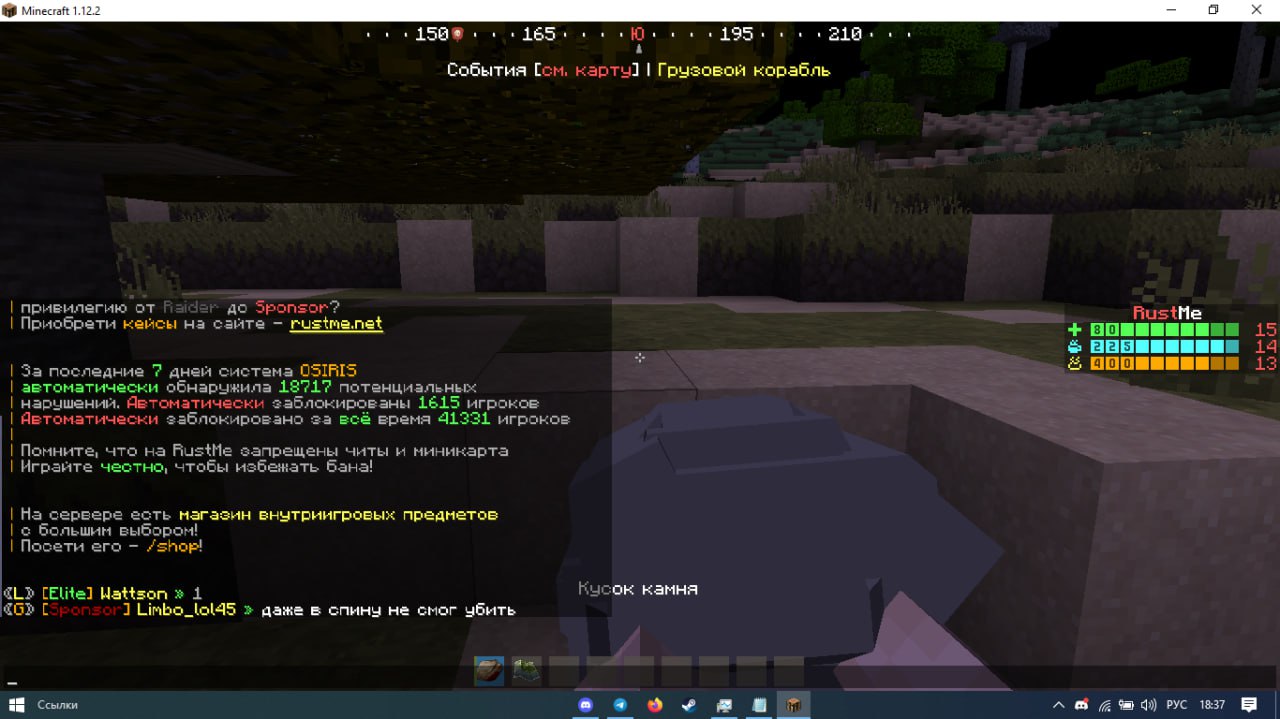 Minecraft 1.12.2
150 165 Ю 195 210
События [см. карту] | Грузовой корабль
| привилегию от Raider до Sponsor?
| Приобрети кейсы на сайте – rustme.net
| За последние 7 дней система OSIRIS
| автоматически обнаружила 18717 потенциальных
| нарушений. Автоматически заблокированы 1615 игроков
| Автоматически заблокировано за всё время 41331 игроков
|
| Помните, что на RustMe запрещены читы и миникарта
| Играйте честно, чтобы избежать бана!
| На сервере есть магазин внутриигровых предметов
| с большим выбором!
| Посети его – /shop!
《L》 [Elite] Wattson » 1
《G》 [Sponsor] Limbo_lol45 » даже в спину не смог убить
RustMe
80 15
225 14
400 13
Кусок камня
_
Ссылки
РУС 18:37